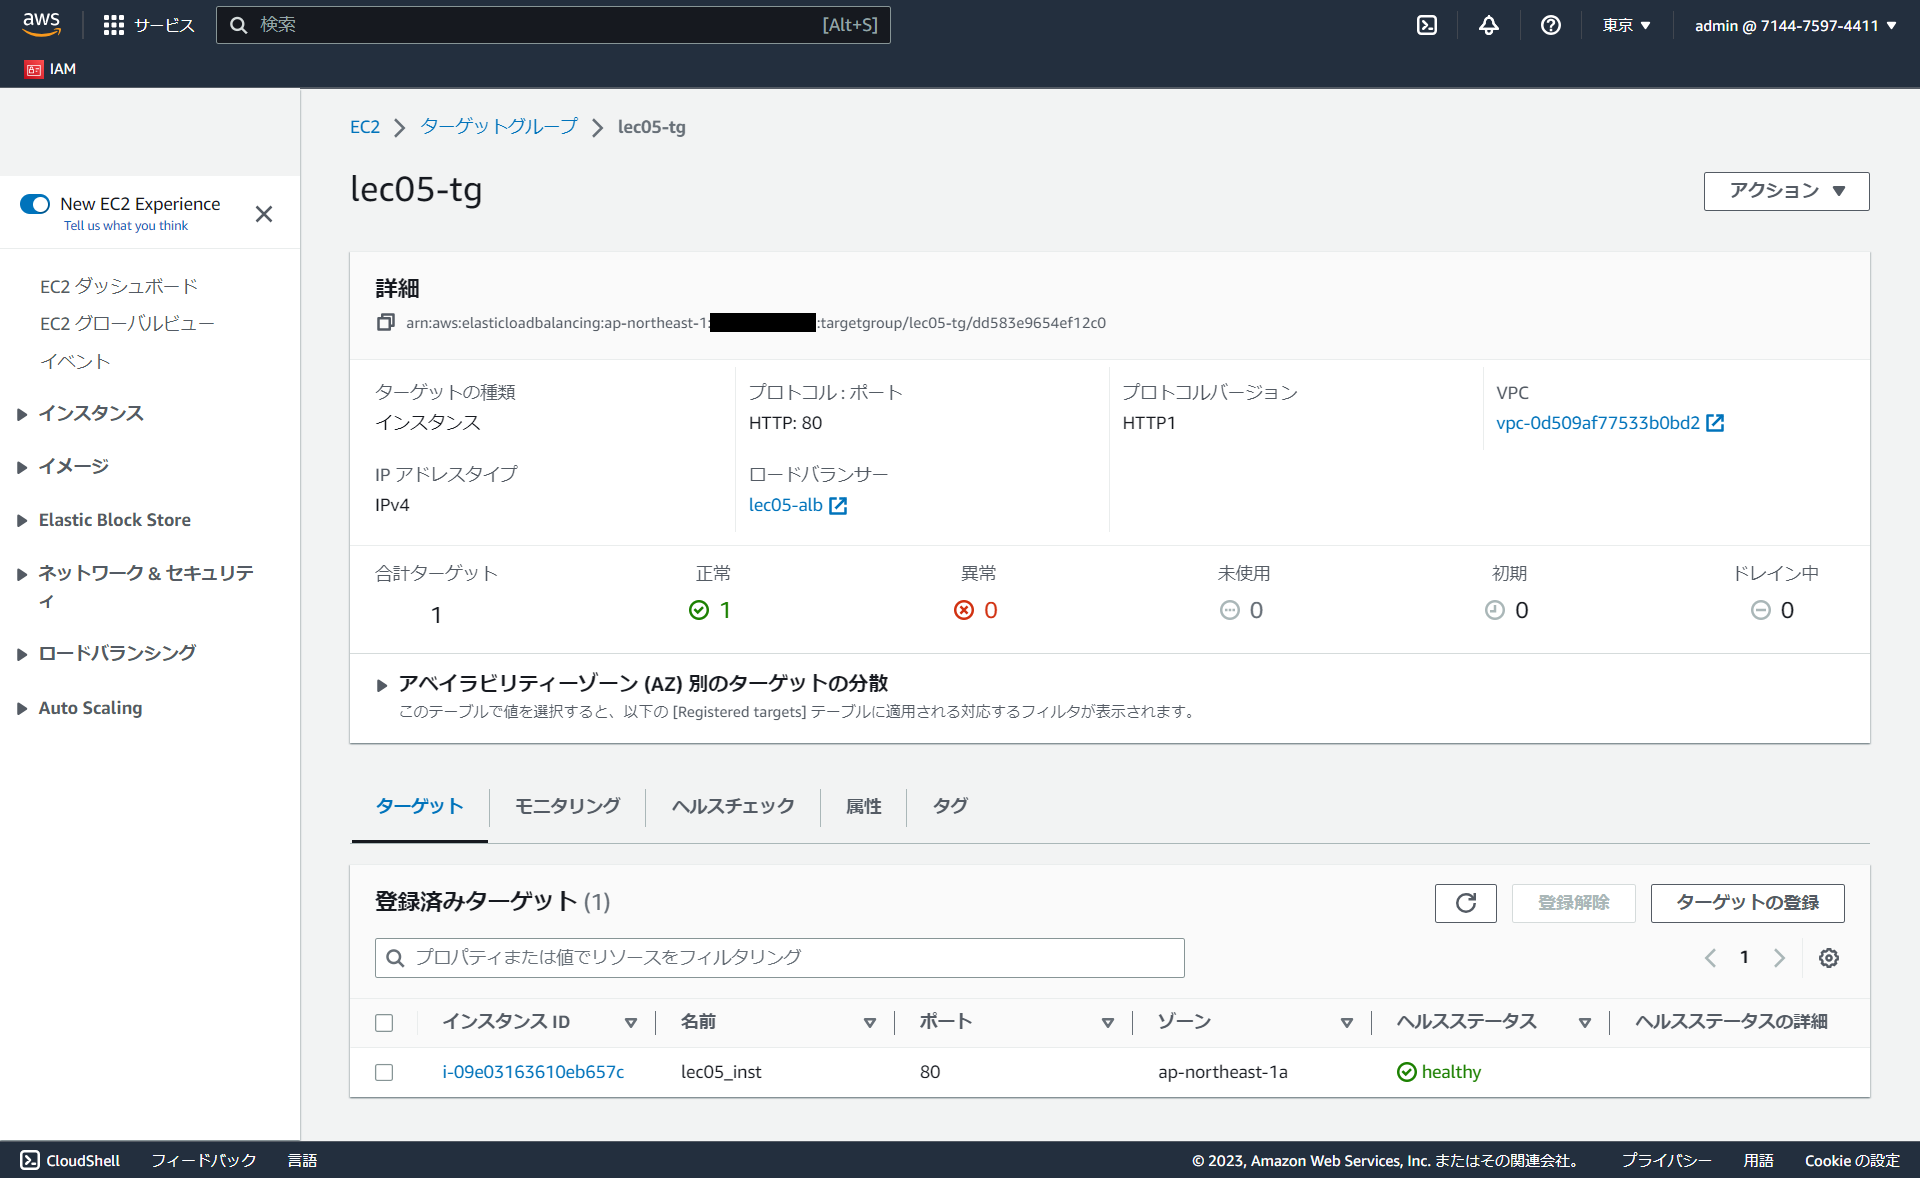 aws
サービス
検索
[Alt+S]
東京 ▼
admin @ 7144-7597-4411 ▼
IAM
New EC2 Experience
Tell us what you think
EC2 ダッシュボード
EC2 グローバルビュー
イベント
インスタンス
イメージ
Elastic Block Store
ネットワーク & セキュリテ
ィ
ロードバランシング
Auto Scaling
EC2
ターゲットグループ
lec05-tg
lec05-tg
アクション ▼
詳細
arn:aws:elasticloadbalancing:ap-northeast-1: :targetgroup/lec05-tg/dd583e9654ef12c0
ターゲットの種類
インスタンス
プロトコル : ポート
HTTP: 80
プロトコルバージョン
HTTP1
VPC
vpc-0d509af77533b0bd2
IP アドレスタイプ
IPv4
ロードバランサー
lec05-alb
合計ターゲット
1
正常
1
異常
0
未使用
0
初期
0
ドレイン中
0
アベイラビリティーゾーン (AZ) 別のターゲットの分散
このテーブルで値を選択すると、以下の [Registered targets] テーブルに適用される対応するフィルタが表示されます。
ターゲット
モニタリング
ヘルスチェック
属性
タグ
登録済みターゲット (1)
登録解除
ターゲットの登録
プロパティまたは値でリソースをフィルタリング
1
インスタンス ID
名前
ポート
ゾーン
ヘルスステータス
ヘルスステータスの詳細
i-09e03163610eb657c
lec05_inst
80
ap-northeast-1a
healthy
CloudShell
フィードバック
言語
© 2023, Amazon Web Services, Inc. またはその関連会社。
プライバシー
用語
Cookie の設定